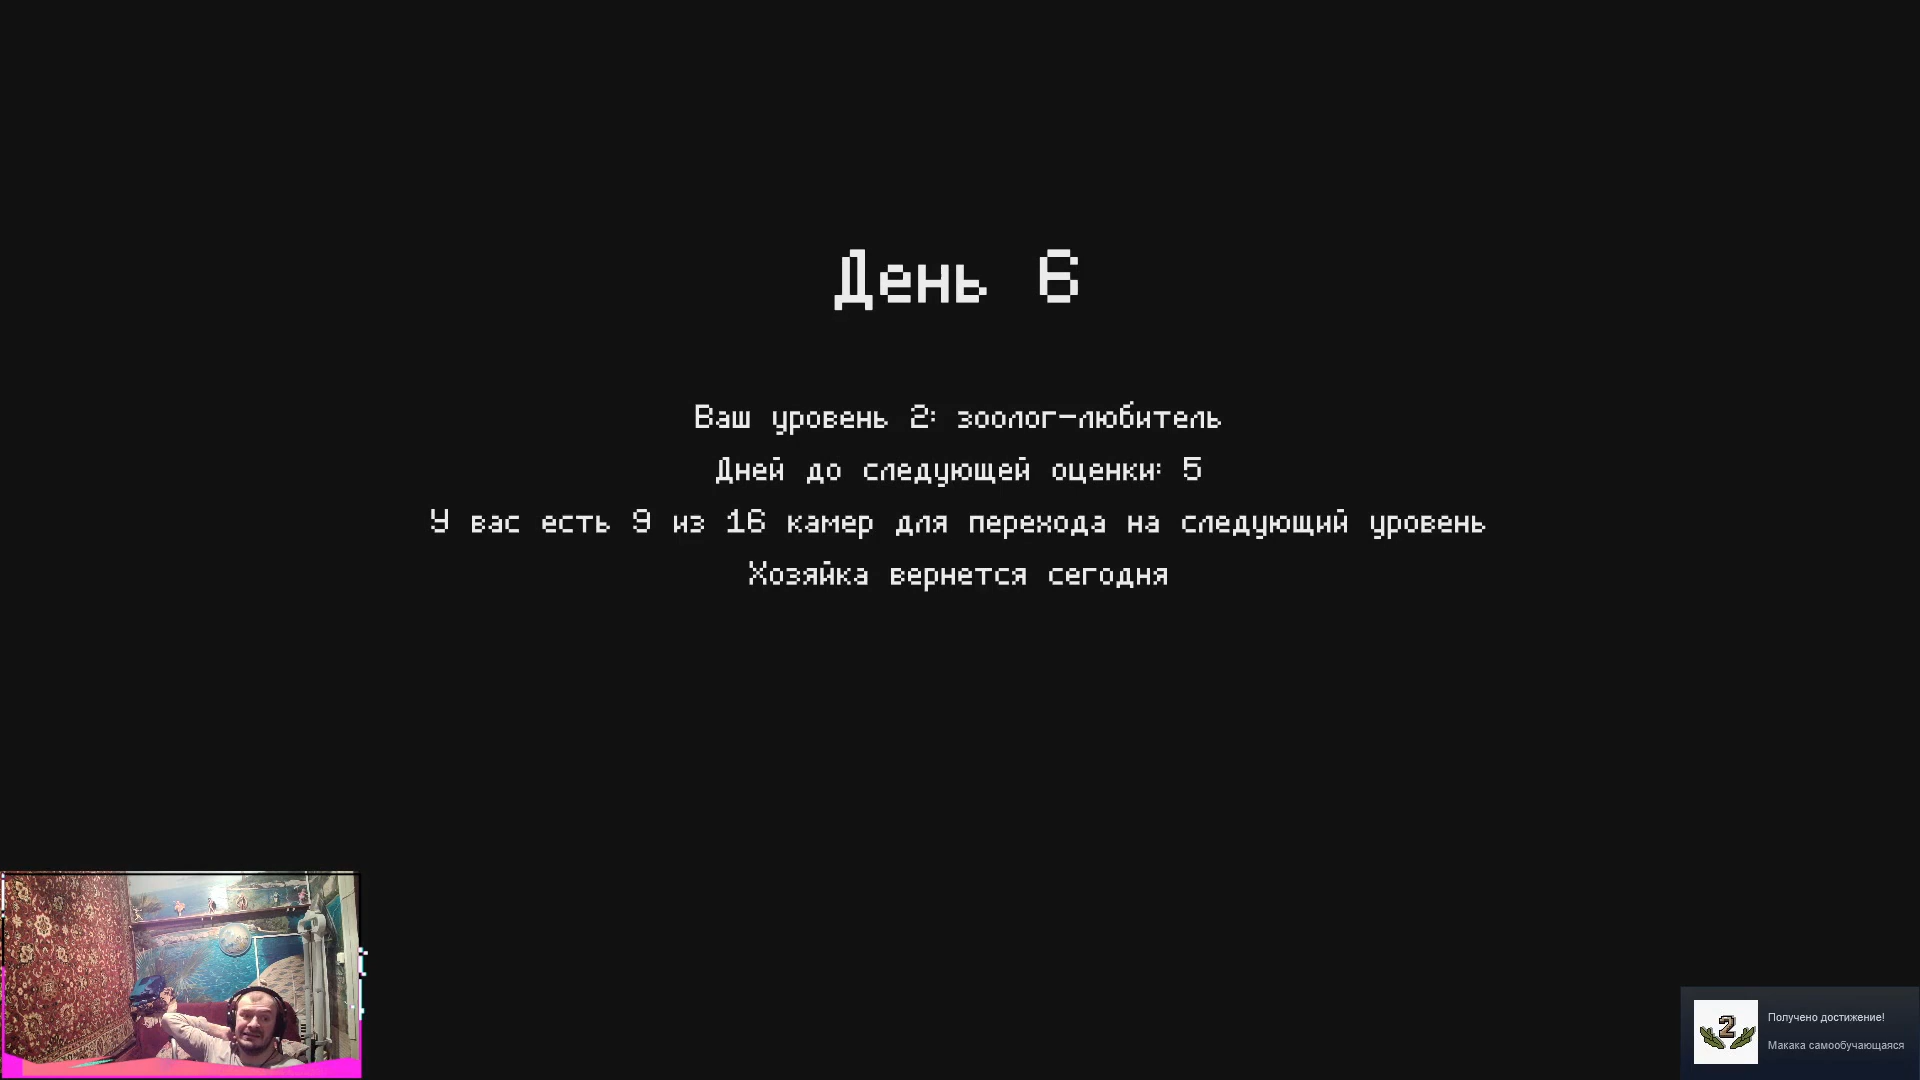 День 6
Ваш уровень 2: зоолог-любитель
Дней до следующей оценки: 5
У вас есть 9 из 16 камер для перехода на следующий уровень
Хозяйка вернется сегодня
2
Получено достижение!
Макака самообучающаяся